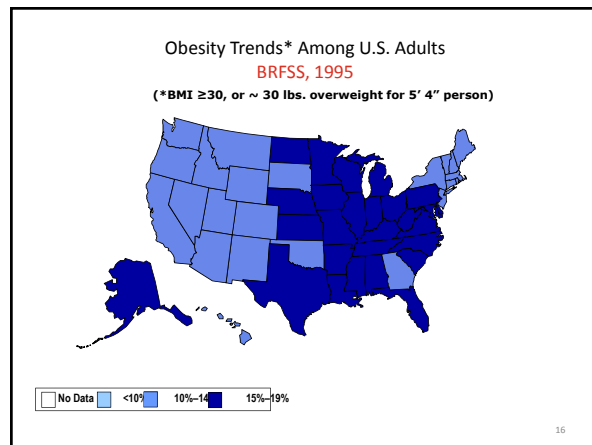 Obesity Trends* Among U.S. Adults
BRFSS, 1995
(*BMI ≥30, or ~ 30 lbs. overweight for 5’ 4” person)
No Data <10% 10%–14 15%–19%
16